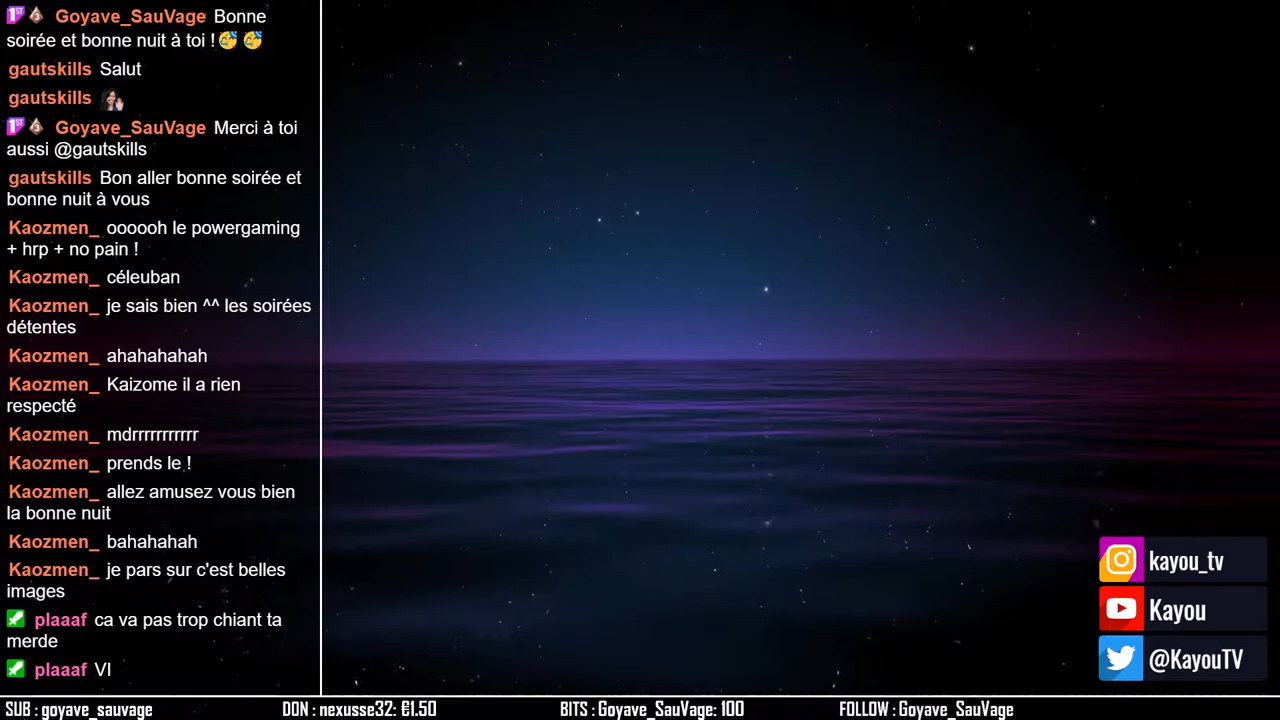 Goyave_SauVage Bonne
soirée et bonne nuit à toi !
gautskills Salut
gautskills
Goyave_SauVage Merci à toi
aussi @gautskills
gautskills Bon aller bonne soirée et
bonne nuit à vous
Kaozmen_ oooooh le powergaming
+ hrp + no pain !
Kaozmen_ céleuban
Kaozmen_ je sais bien ^^ les soirées
détentes
Kaozmen_ ahahahahah
Kaozmen_ Kaizome il a rien
respecté
Kaozmen_ mdrrrrrrrrrrr
Kaozmen_ prends le !
Kaozmen_ allez amusez vous bien
la bonne nuit
Kaozmen_ bahahahah
Kaozmen_ je pars sur c'est belles
images
plaaaf ca va pas trop chiant ta
merde
plaaaf VI
kayou_tv
Kayou
@KayouTV
SUB : goyave_sauvage DON : nexusse32: €1.50 BITS : Goyave_SauVage: 100 FOLLOW : Goyave_SauVage